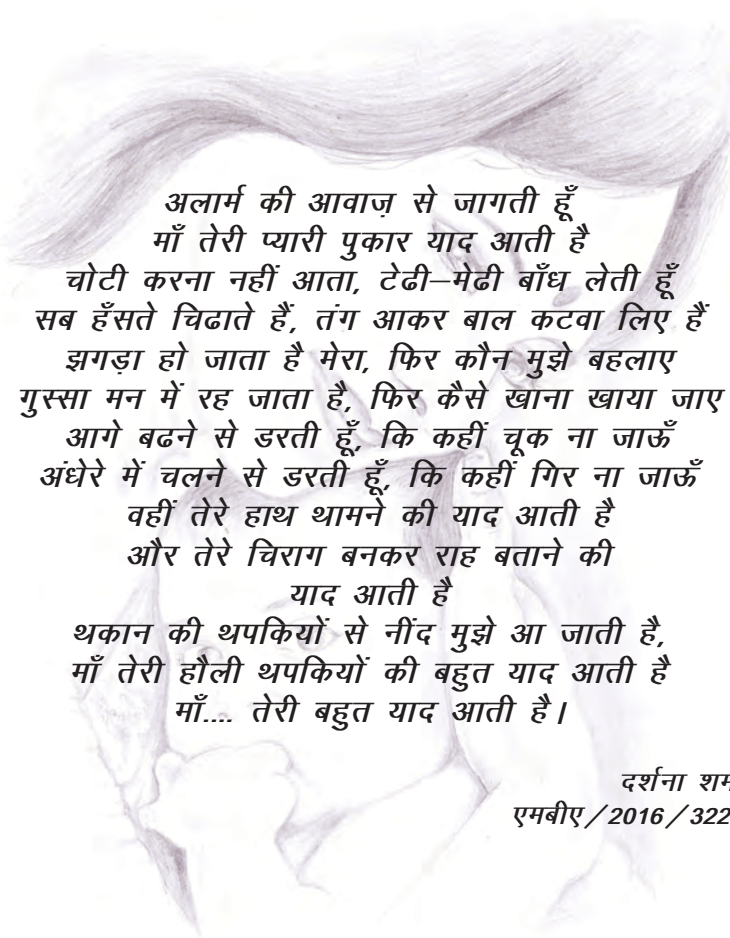 अलार्म की आवाज़ से जागती हूँ
माँ तेरी प्यारी पुकार याद आती है
चोटी करना नहीं आता, टेढी–मेढी बाँध लेती हूँ
सब हँसते चिढाते हैं, तंग आकर बाल कटवा लिए हैं
झगड़ा हो जाता है मेरा, फिर कौन मुझे बहलाए
गुस्सा मन में रह जाता है, फिर कैसे खाना खाया जाए
आगे बढने से डरती हूँ, कि कहीं चूक ना जाऊँ
अंधेरे में चलने से डरती हूँ, कि कहीं गिर ना जाऊँ
वहीं तेरे हाथ थामने की याद आती है
और तेरे चिराग बनकर राह बताने की
याद आती है
थकान की थपकियों से नींद मुझे आ जाती है,
माँ तेरी हौली थपकियों की बहुत याद आती है
माँ.... तेरी बहुत याद आती है।
दर्शना
एमबीए/2016/322